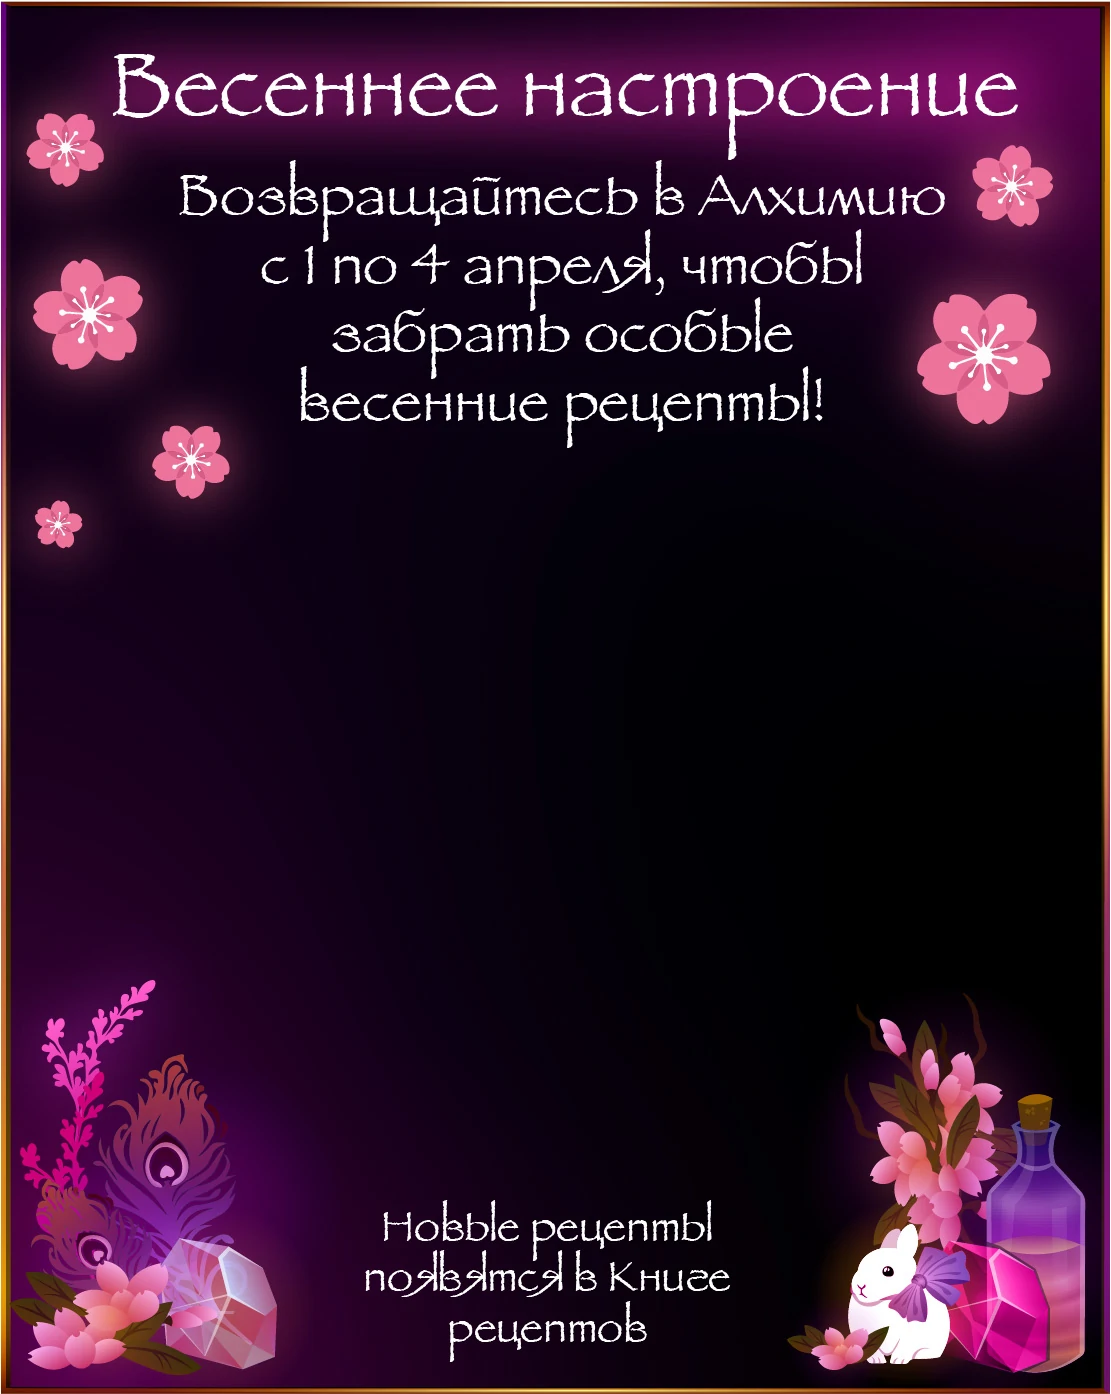 Весеннее настроение
Возвращайтесь в Алхимию
с 1 по 4 апреля, чтобы
забрать особые
весенние рецепты!
Новые рецепты
появятся в Книге
рецептов